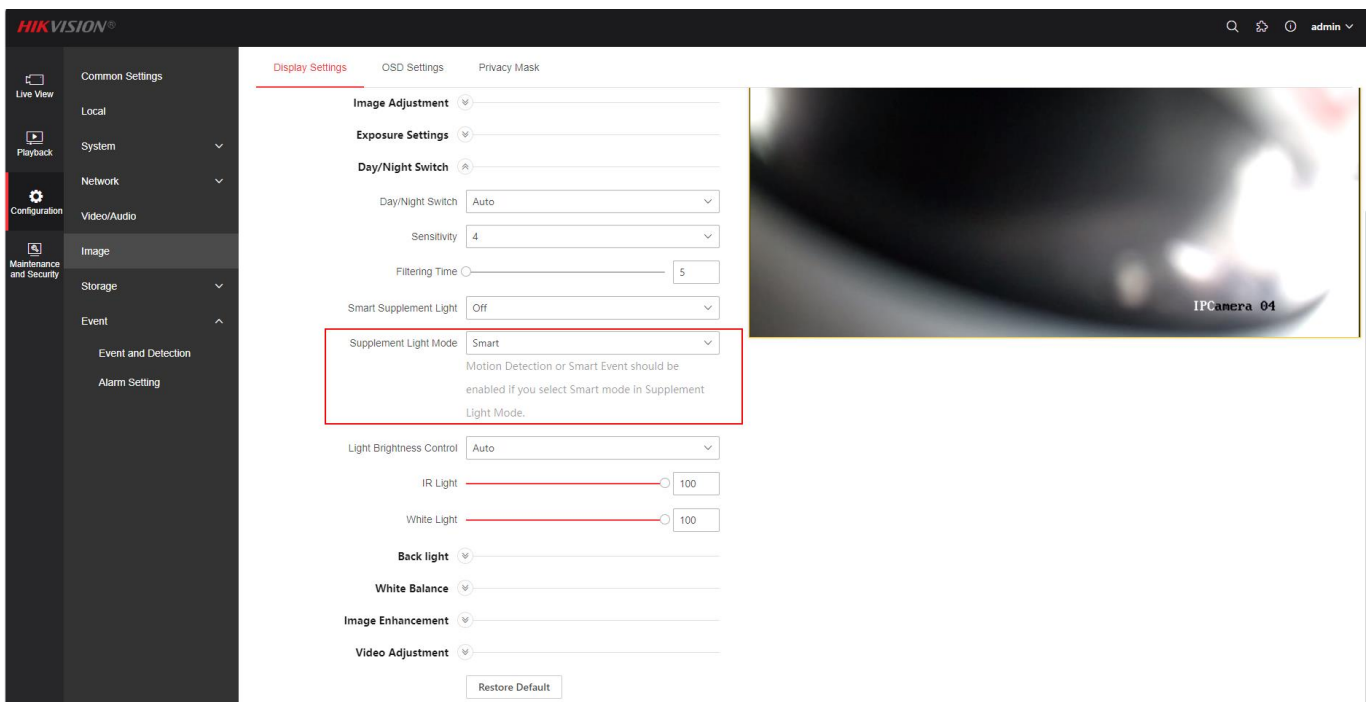 HIKVISION®
admin
Live View
Playback
Configuration
Maintenance
and Security
Common Settings
Local
System
Network
Video/Audio
Image
Storage
Event
Event and Detection
Alarm Setting
Display Settings OSD Settings Privacy Mask
Image Adjustment
Exposure Settings
Day/Night Switch
Day/Night Switch Auto
Sensitivity 4
Filtering Time 5
Smart Supplement Light Off
Supplement Light Mode Smart
Motion Detection or Smart Event should be
enabled if you select Smart mode in Supplement
Light Mode.
Light Brightness Control Auto
IR Light 100
White Light 100
Back light
White Balance
Image Enhancement
Video Adjustment
Restore Default
IPCamera 04